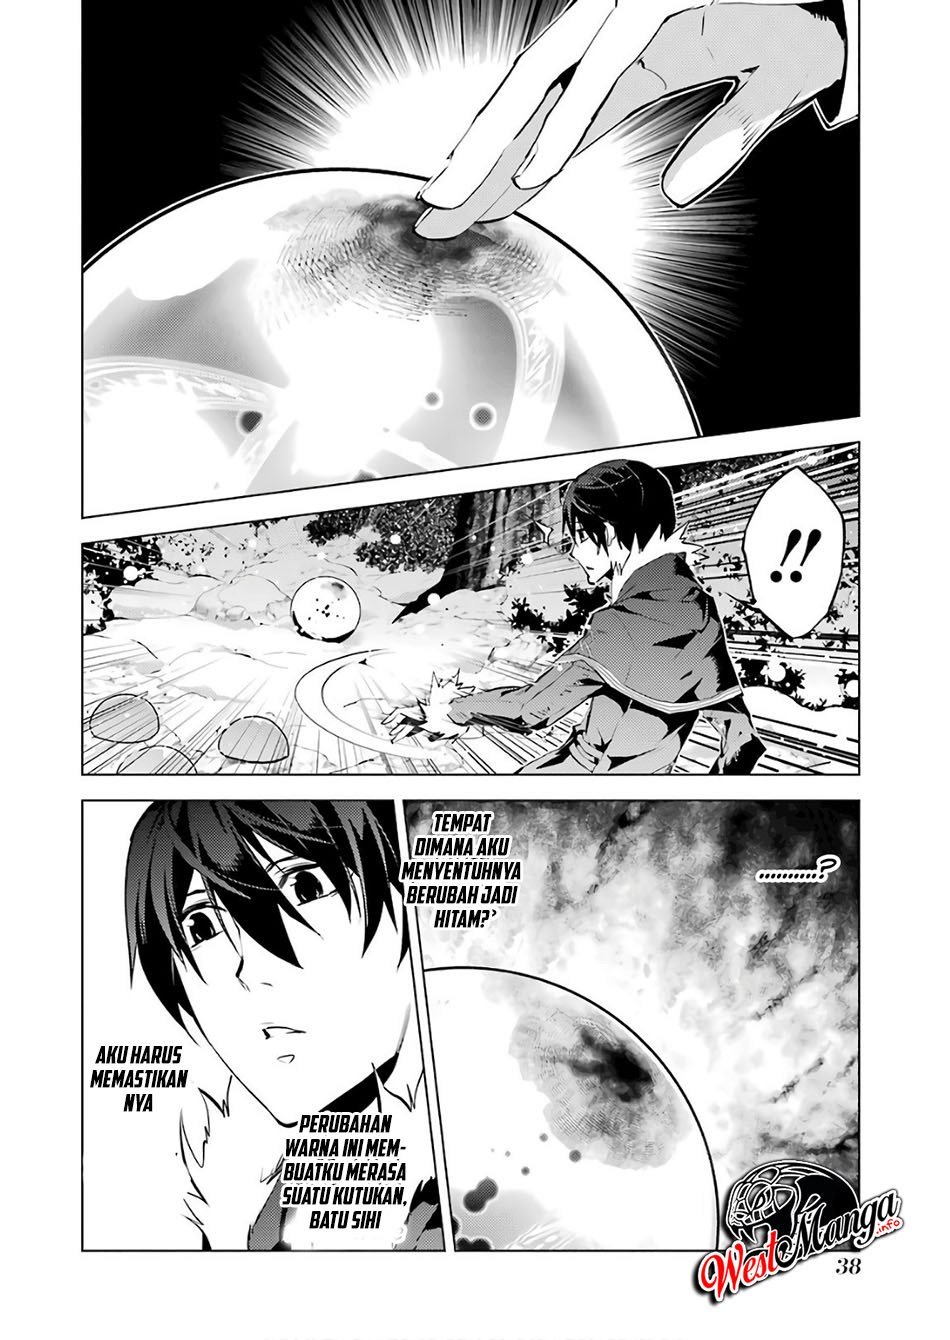 !!
...........?
TEMPAT
DIMANA AKU
MENYENTUHNYA
BERUBAH JADI
HITAM?
PERUBAHAN
WARNA INI MEM-
BUATKU MERASA
SUATU KUTUKAN,
BATU SIHI
AKU HARUS
MEMASTIKAN
NYA
WestManga
.info
38